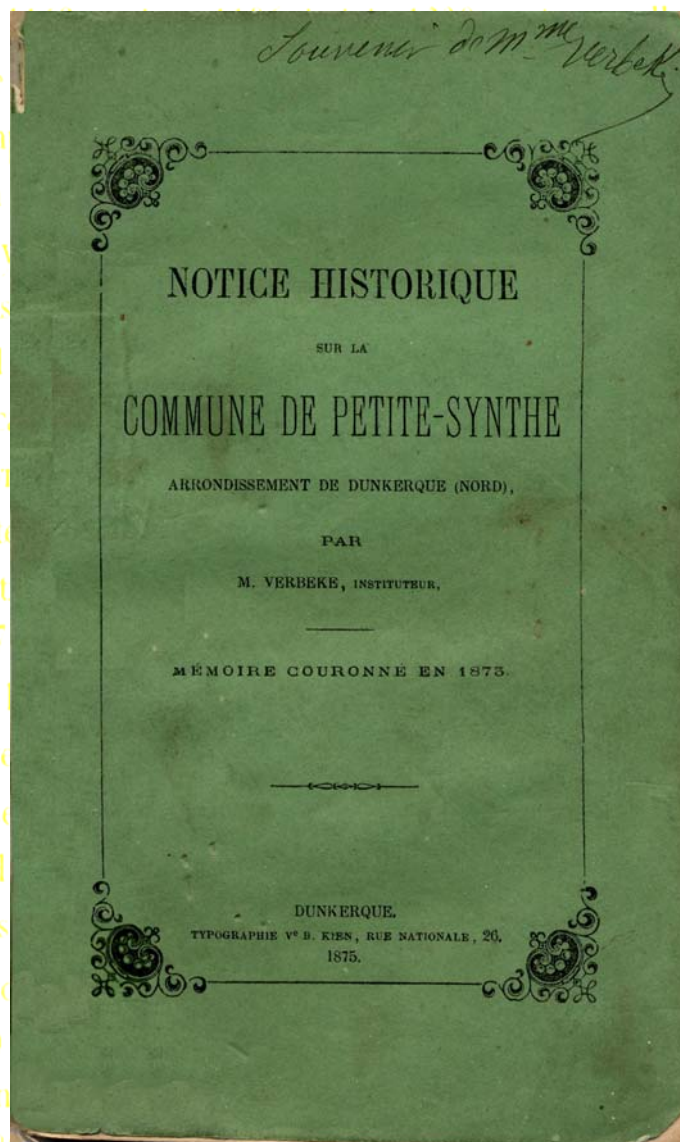 Souvenir de Mme Verbeke
NOTICE HISTORIQUE
SUR LA
COMMUNE DE PETITE-SYNTHE
ARRONDISSEMENT DE DUNKERQUE (NORD),
PAR
M. VERBEKE, INSTITUTEUR,
MÉMOIRE COURONNÉ EN 1873.
DUNKERQUE.
TYPOGRAPHIE Ve B. KIEN, RUE NATIONALE, 26.
1875.